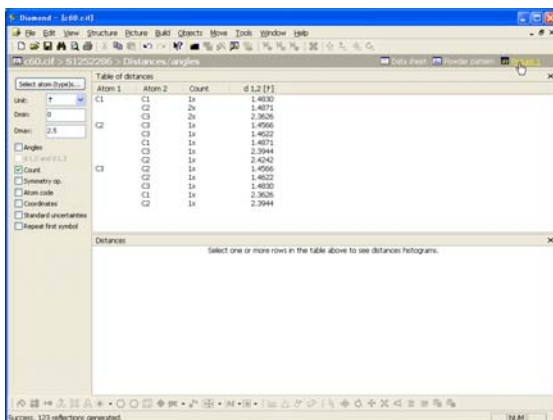 Diamond - [c60.cif]
File Edit View Structure Picture Build Objects Move Tools Window Help
c60.cif > S1252286 > Distances/angles Data sheet Powder pattern
Table of distances
Select atom (type)s... Atom 1 Atom 2 Count d 1,2 [†]
Unit: †
Dmin: 0
Dmax: 2.5
Angles
d 1,2 and d 1,3
Count
Symmetry op.
Atom code
Coordinates
Standard uncertainties
Repeat first symbol
C1 C1 1x 1.4830
C2 2x 1.4871
C3 2x 2.3626
C2 C3 1x 1.4566
C3 1x 1.4622
C1 1x 1.4871
C3 1x 2.3944
C2 1x 2.4242
C3 C2 1x 1.4566
C2 1x 1.4622
C3 1x 1.4830
C1 1x 2.3626
C2 1x 2.3944
Distances
Select one or more rows in the table above to see distances histograms.
Success. 123 reflections generated. NUM